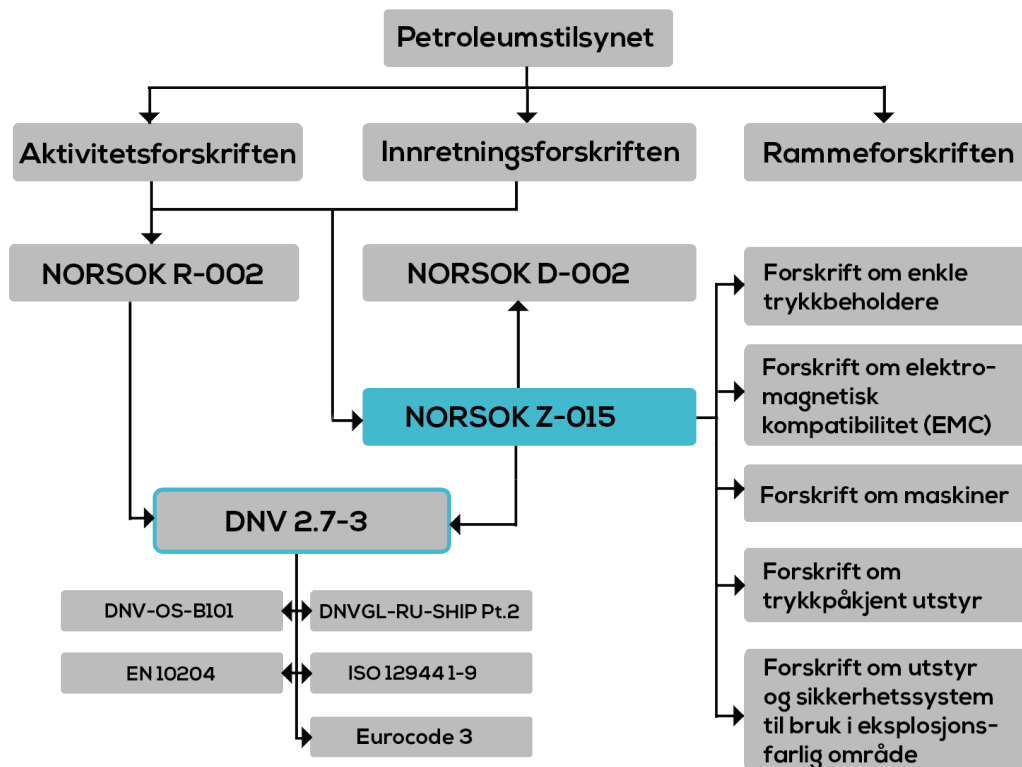 Petroleumstilsynet
Aktivitetsforskriften
Innretningsforskriften
Rammeforskriften
NORSOK R-002
NORSOK D-002
NORSOK Z-015
DNV 2.7-3
DNV-OS-B101
DNVGL-RU-SHIP Pt.2
EN 10204
ISO 12944 1-9
Eurocode 3
Forskrift om enkle
trykkbeholdere
Forskrift om elektro-
magnetisk
kompatibilitet (EMC)
Forskrift om maskiner
Forskrift om
trykkpåkjent utstyr
Forskrift om utstyr
og sikkerhetssystem
til bruk i eksplosjons-
farlig område